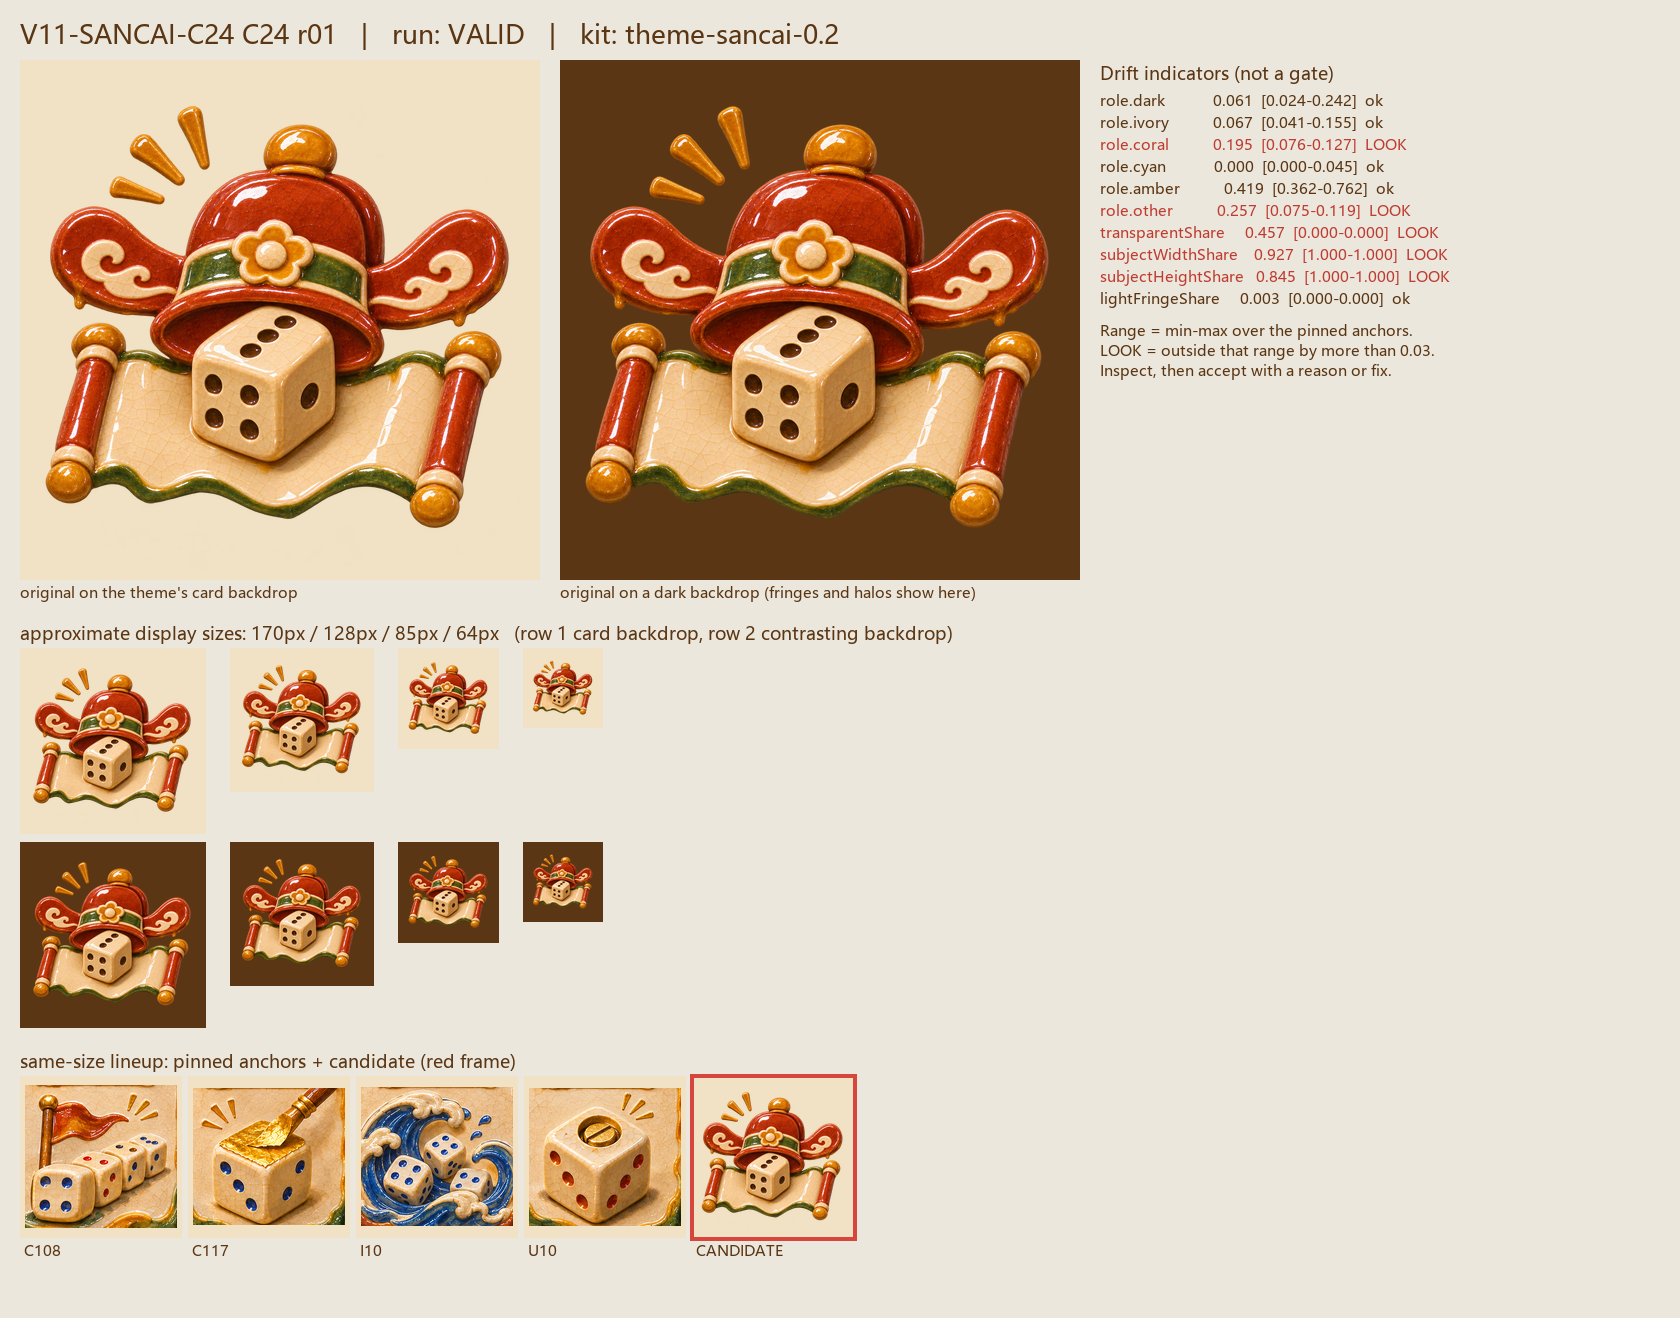 V11-SANCAI-C24 C24 r01 | run: VALID | kit: theme-sancai-0.2
Drift indicators (not a gate)
role.dark 0.061 [0.024-0.242] ok
role.ivory 0.067 [0.041-0.155] ok
role.coral 0.195 [0.076-0.127] LOOK
role.cyan 0.000 [0.000-0.045] ok
role.amber 0.419 [0.362-0.762] ok
role.other 0.257 [0.075-0.119] LOOK
transparentShare 0.457 [0.000-0.000] LOOK
subjectWidthShare 0.927 [1.000-1.000] LOOK
subjectHeightShare 0.845 [1.000-1.000] LOOK
lightFringeShare 0.003 [0.000-0.000] ok
Range = min-max over the pinned anchors.
LOOK = outside that range by more than 0.03.
Inspect, then accept with a reason or fix.
original on the theme's card backdrop
original on a dark backdrop (fringes and halos show here)
approximate display sizes: 170px / 128px / 85px / 64px (row 1 card backdrop, row 2 contrasting backdrop)
same-size lineup: pinned anchors + candidate (red frame)
C108
C117
I10
U10
CANDIDATE